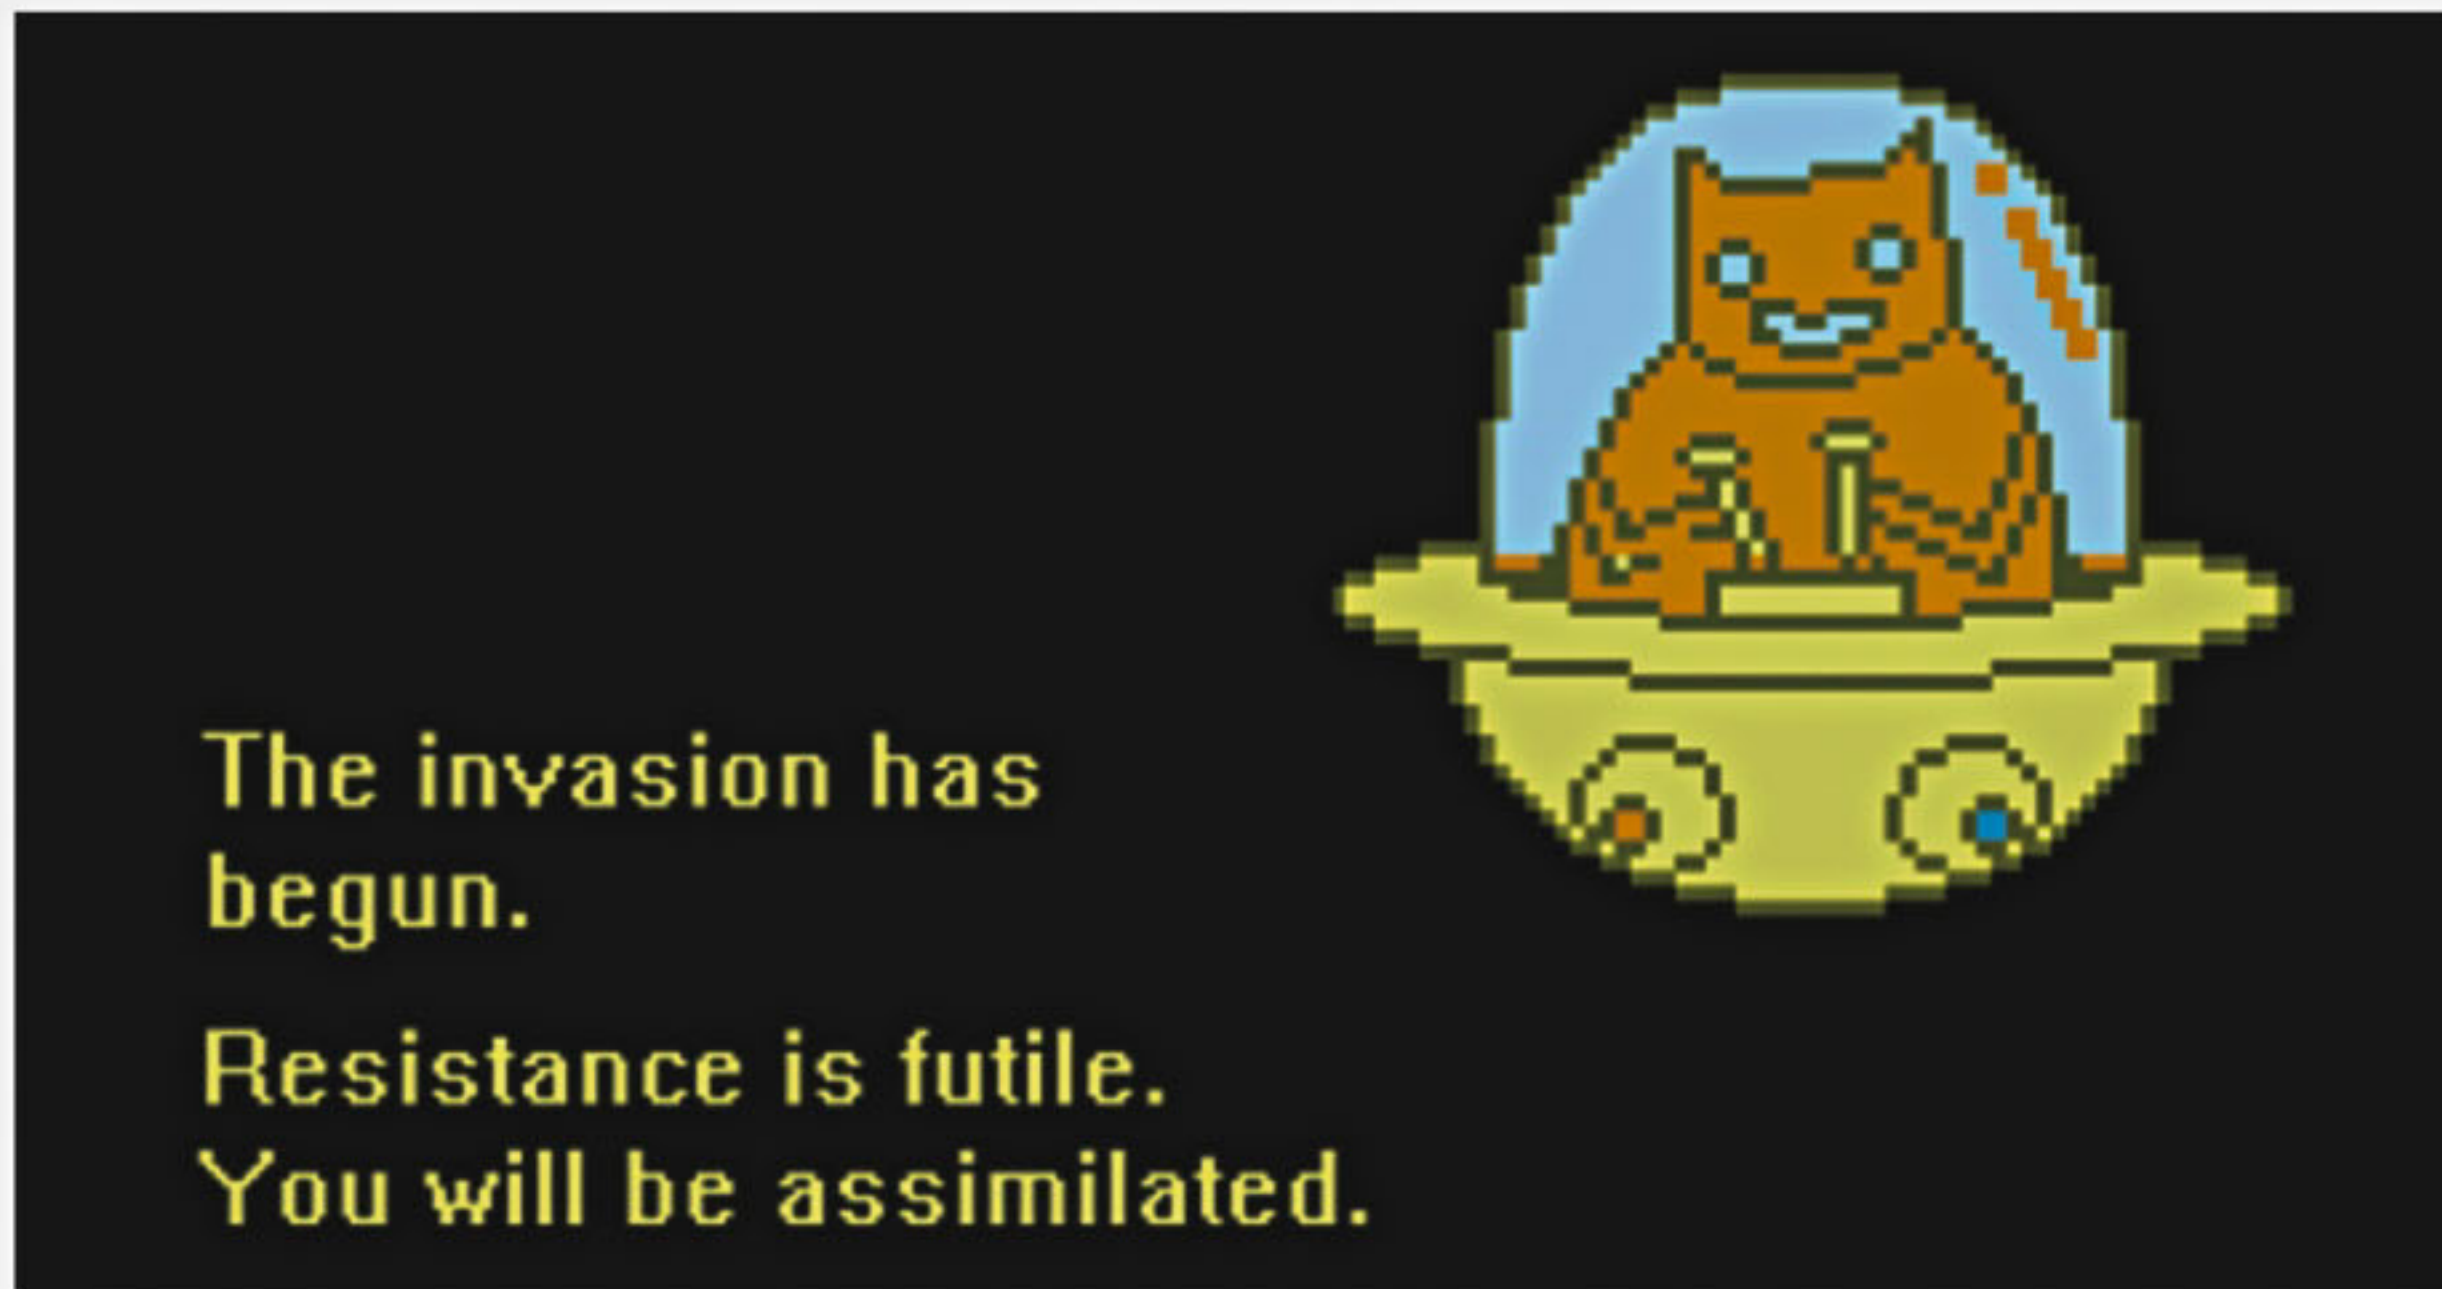 The invasion has
begun.
Resistance is futile.
You will be assimilated.